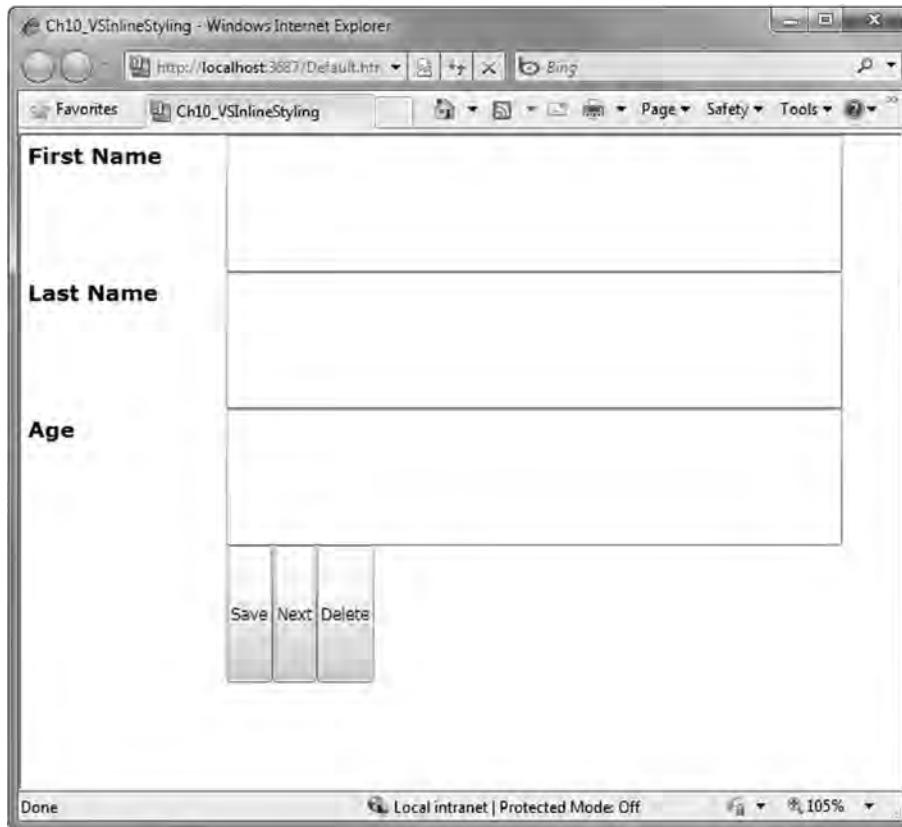 Ch10_VSInlineStyling - Windows Internet Explorer
http://localhost:3687/Default.htm
Bing
Favorites Ch10_VSInlineStyling Page Safety Tools
First Name
Last Name
Age
Save Next Delete
Done Local intranet | Protected Mode: Off 105%